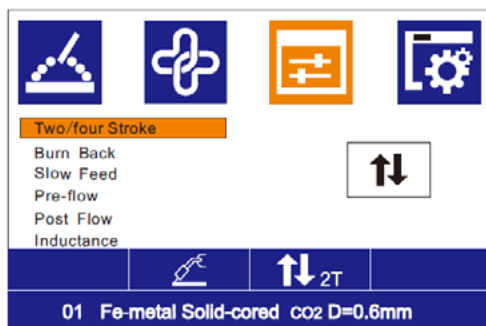 Two/four Stroke
Burn Back
Slow Feed
Pre-flow
Post Flow
Inductance
2T
01 Fe-metal Solid-cored CO2 D=0.6mm